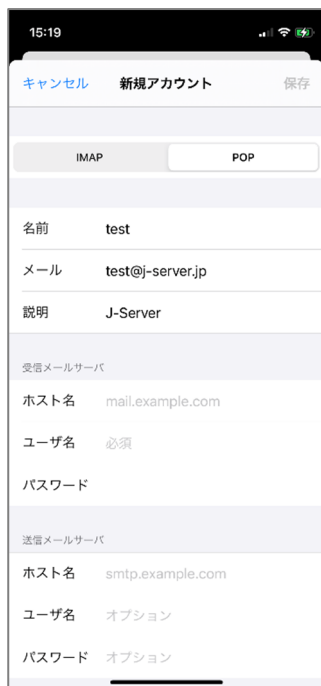 15:19
キャンセル 新規アカウント 保存
IMAP POP
名前 test
メール test@j-server.jp
説明 J-Server
受信メールサーバ
ホスト名 mail.example.com
ユーザ名 必須
パスワード
送信メールサーバ
ホスト名 smtp.example.com
ユーザ名 オプション
パスワード オプション